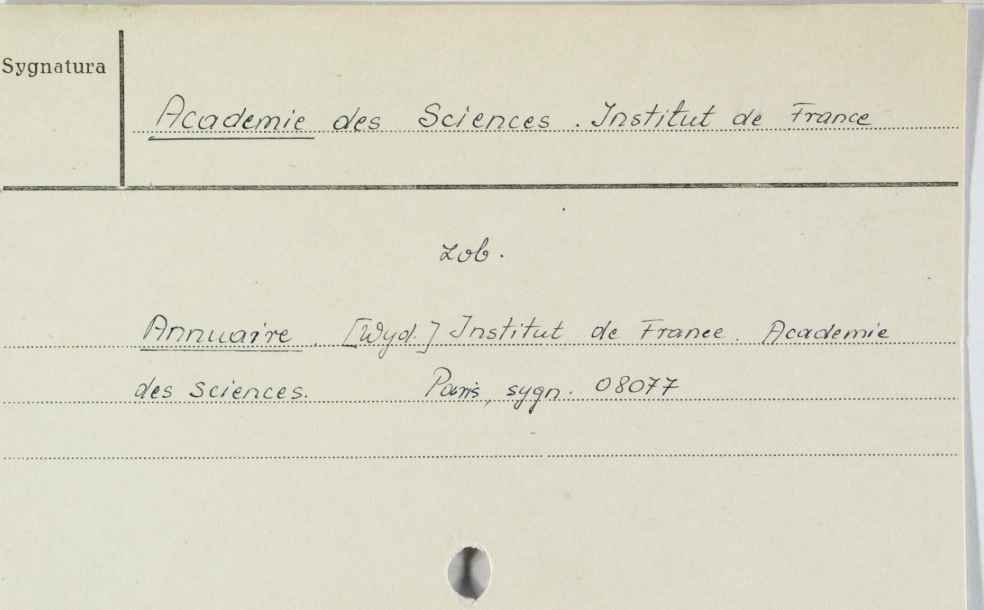 Sygnatura
Academie des Sciences. Institut de France
zob.
Annuaire. [Wyd.] Institut de France. Academie
des Sciences. Paris, sygn. 08077